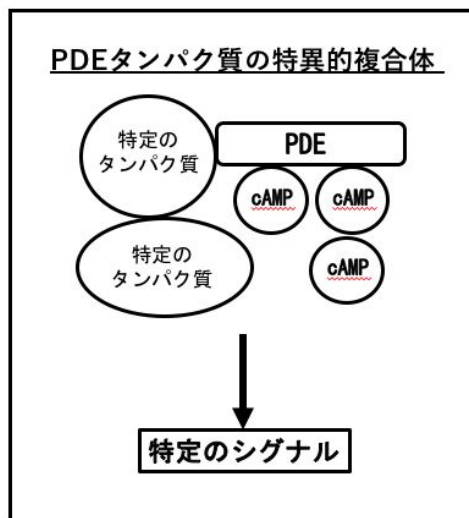 PDEタンパク質の特異的複合体
特定の
タンパク質
PDE
cAMP
cAMP
特定の
タンパク質
cAMP
特定のシグナル